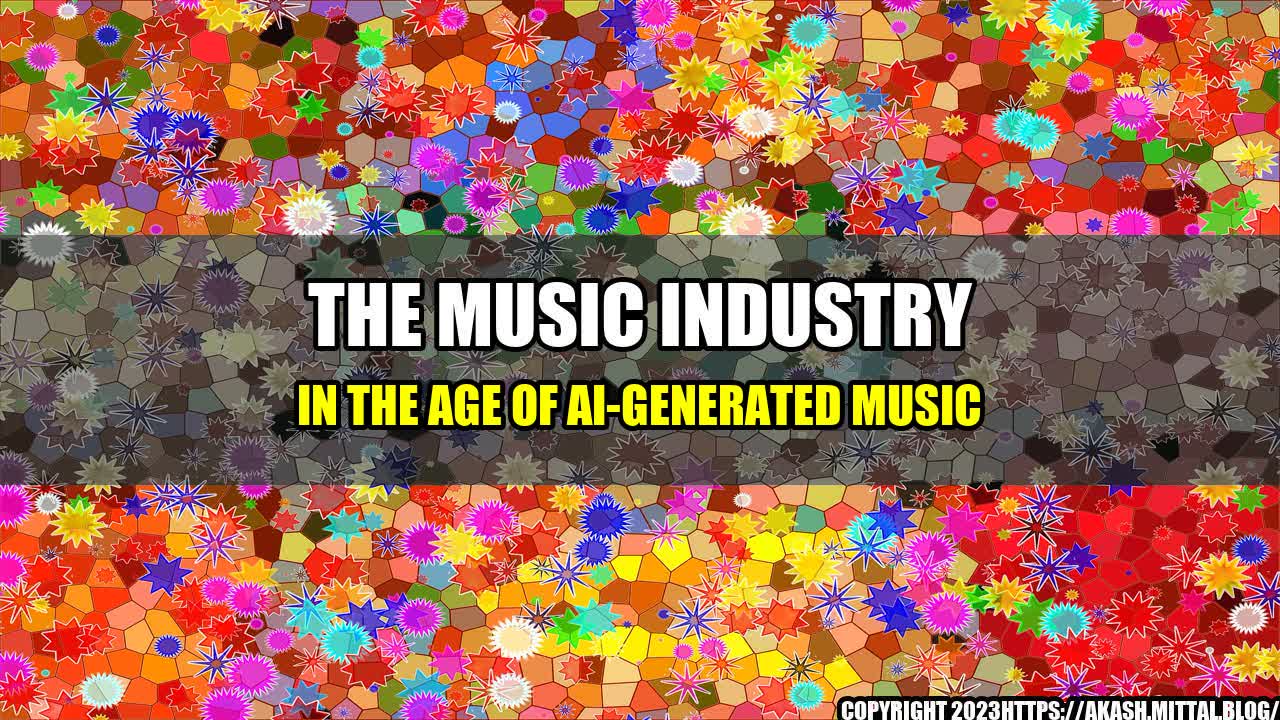 THE MUSIC INDUSTRY
IN THE AGE OF AI-GENERATED MUSIC
COPYRIGHT 2023HTTPS://AKASH.MITTAL.BLOG/